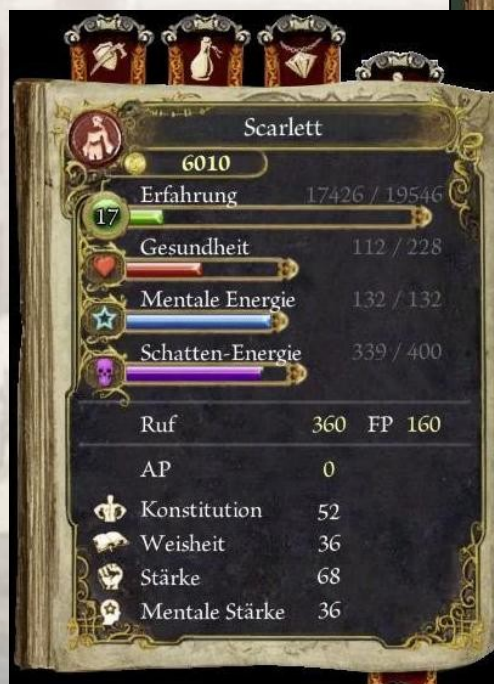 Scarlett
6010
Erfahrung 17426 / 19546
17
Gesundheit 112 / 228
Mentale Energie 132 / 132
Schatten-Energie 339 / 400
Ruf 360 FP 160
AP 0
Konstitution 52
Weisheit 36
Stärke 68
Mentale Stärke 36